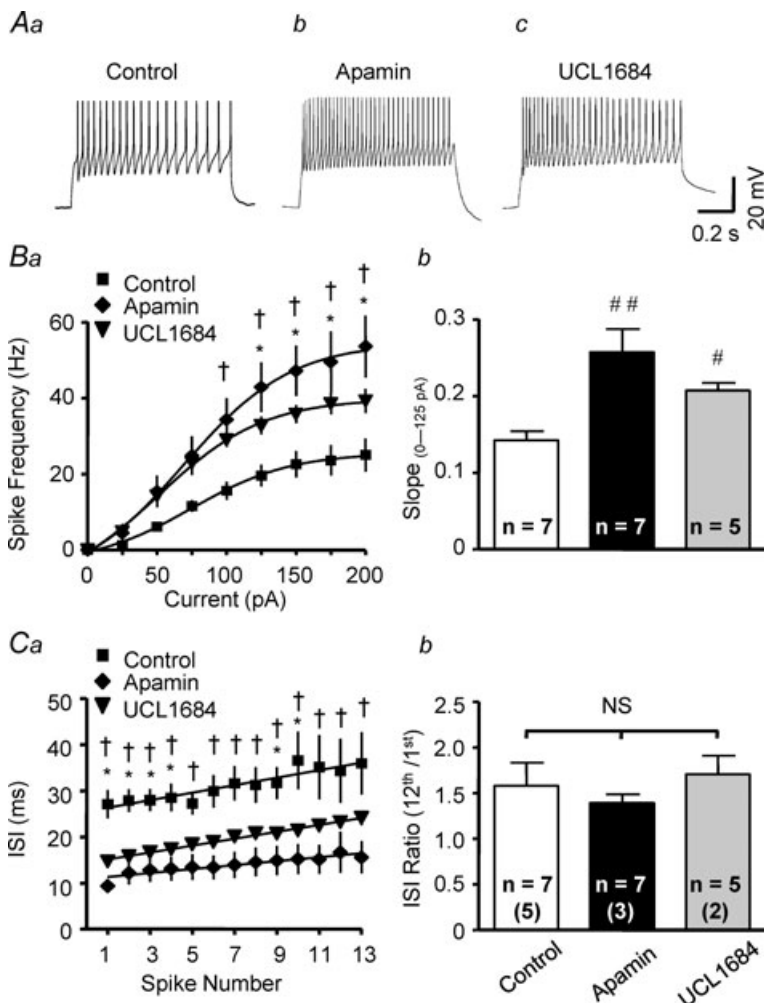 Aa b c
Control Apamin UCL1684
20 mV
0.2 s
Ba
Control
Apamin
UCL1684
† † † † †
* * * *
Spike Frequency (Hz)
60
40
20
0
0 50 100 150 200
Current (pA)
b
Slope (0—125 pA)
0.3
0.2
0.1
0
# #
#
n = 7 n = 7 n = 5
Ca
Control
Apamin
UCL1684
† † † † † † † † † † † † †
* * * * * *
ISI (ms)
50
40
30
20
10
0
1 3 5 7 9 11 13
Spike Number
b
ISI Ratio (12th /1st)
2.5
2.0
1.5
1.0
0.5
0
NS
n = 7 n = 7 n = 5
(5) (3) (2)
Control Apamin UCL1684